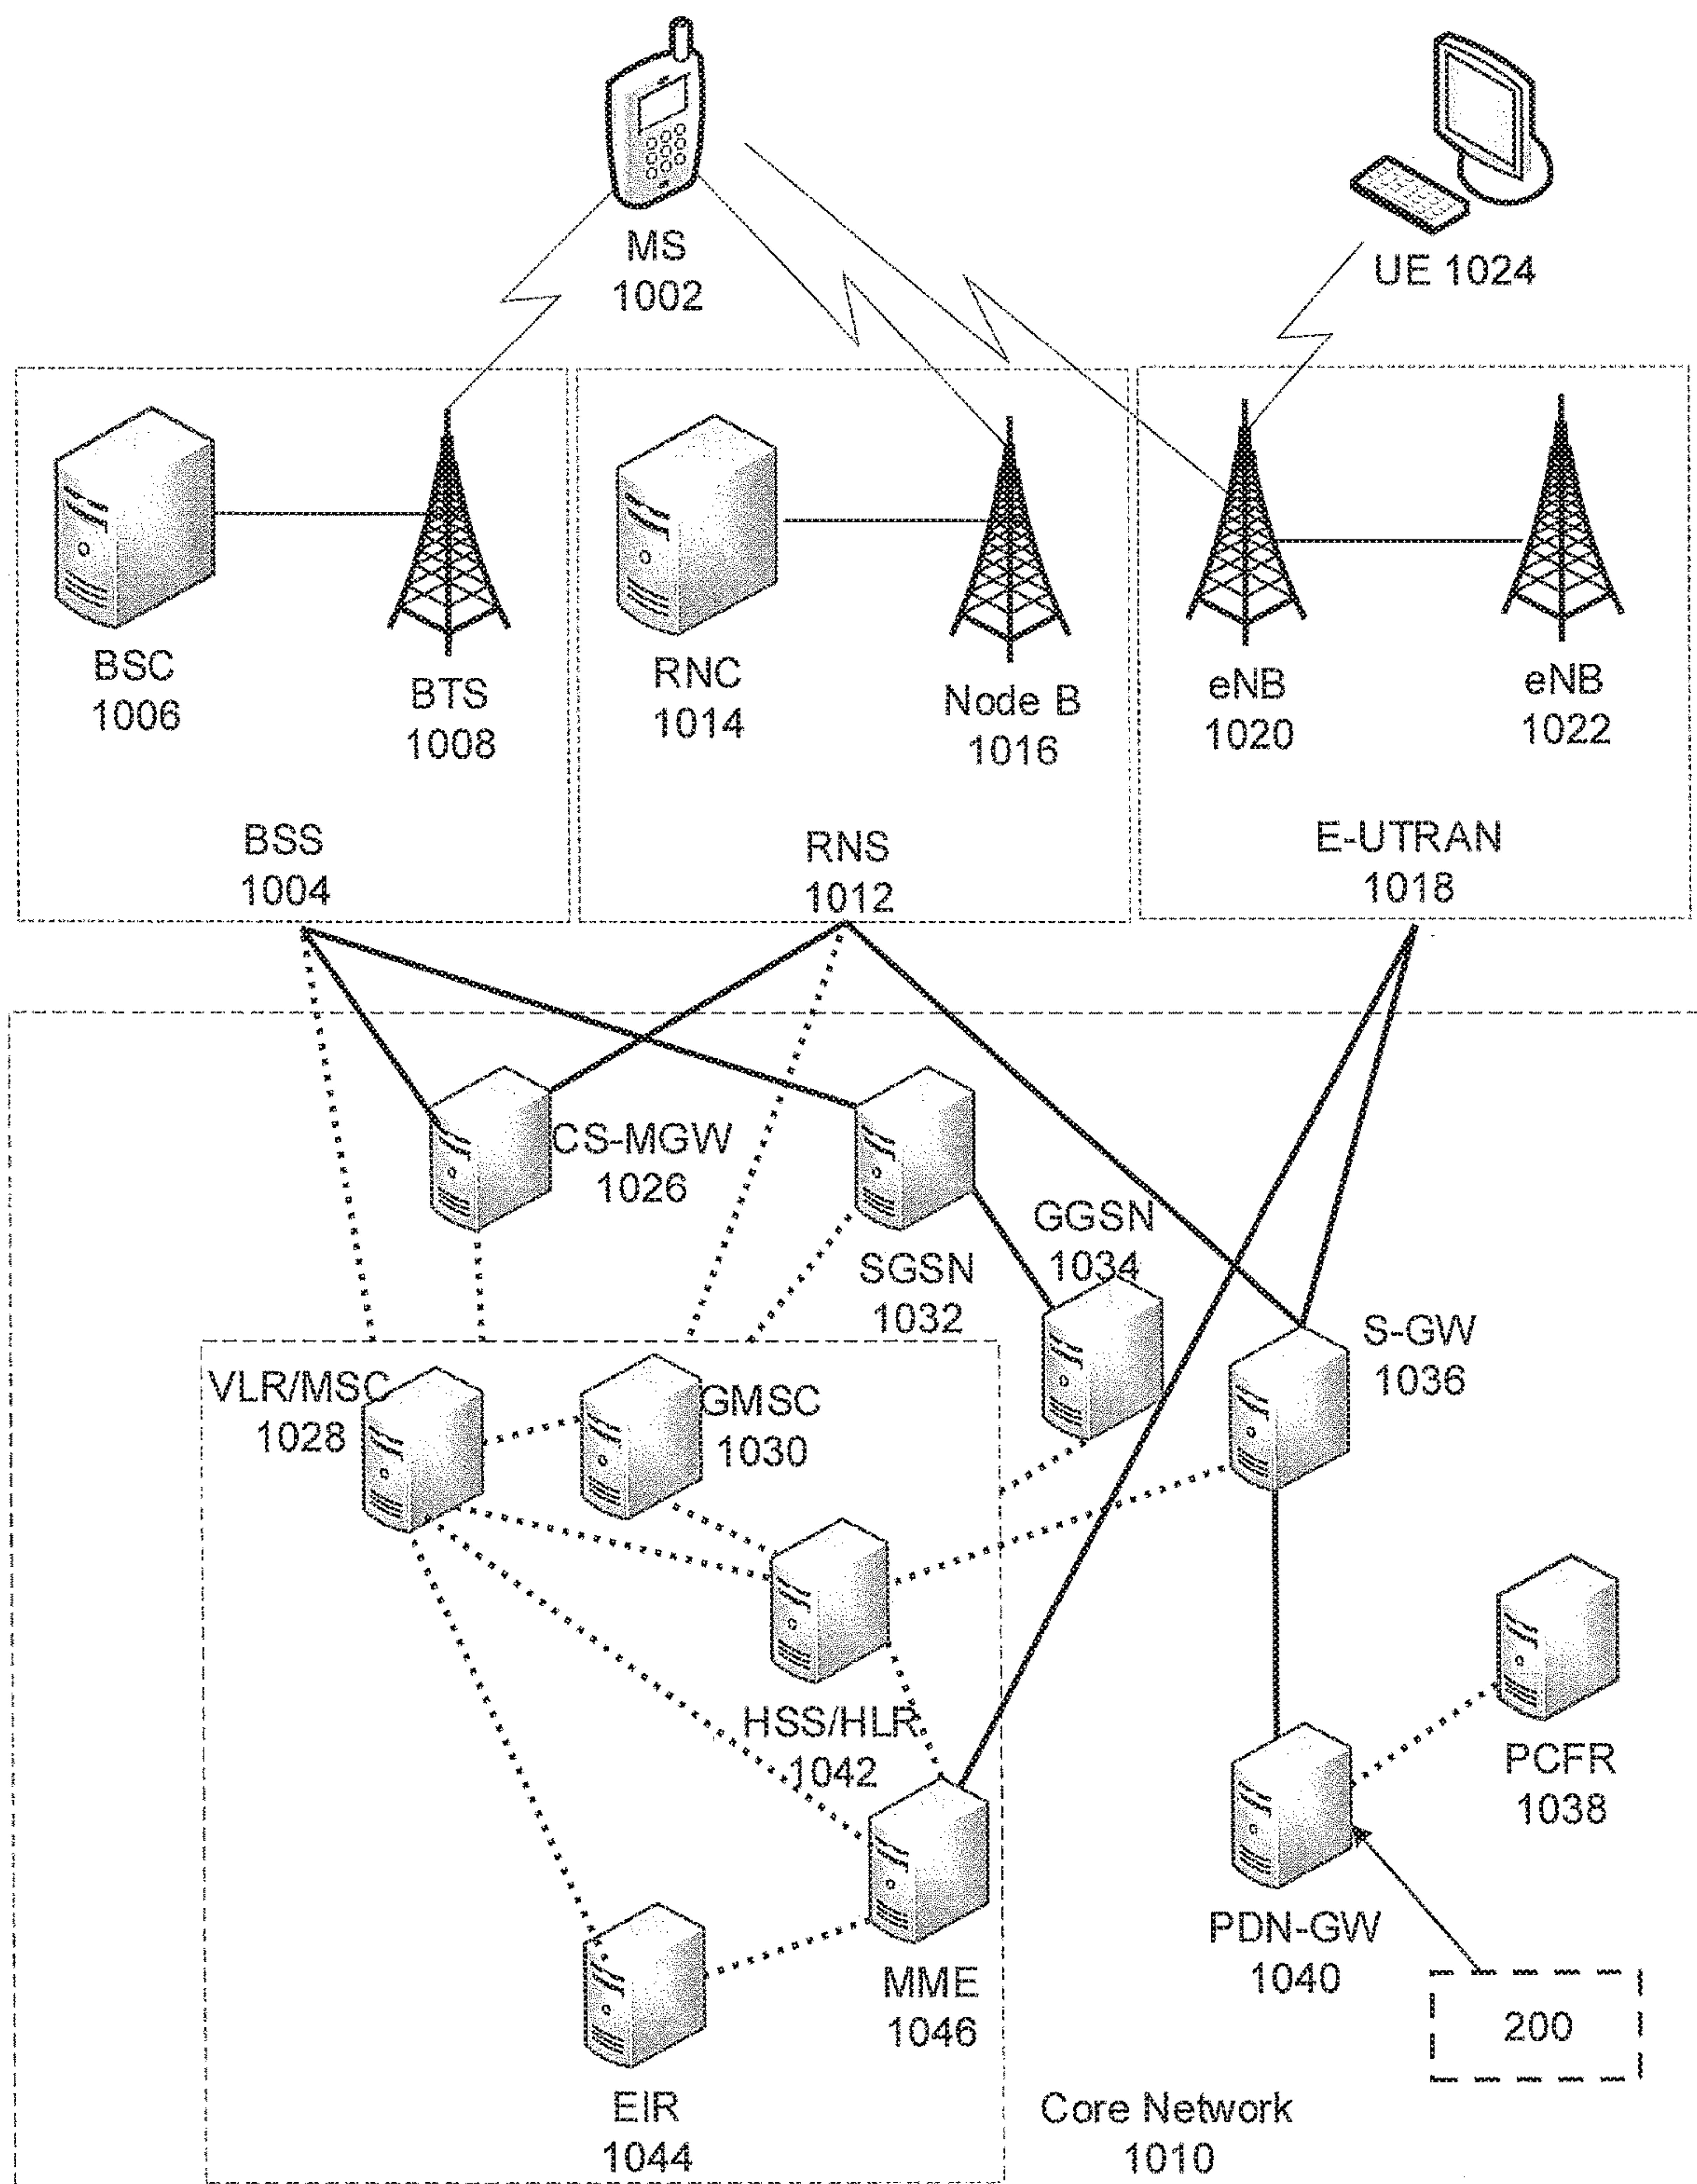 MS
1002
UE 1024
BSC
1006
BTS
1008
RNC
1014
Node B
1016
eNB
1020
eNB
1022
BSS
1004
RNS
1012
E-UTRAN
1018
CS-MGW
1026
SGSN
1032
GGSN
1034
S-GW
1036
VLR/MSC
1028
GMSC
1030
HSS/HLR
1042
PCFR
1038
PDN-GW
1040
MME
1046
200
EIR
1044
Core Network
1010